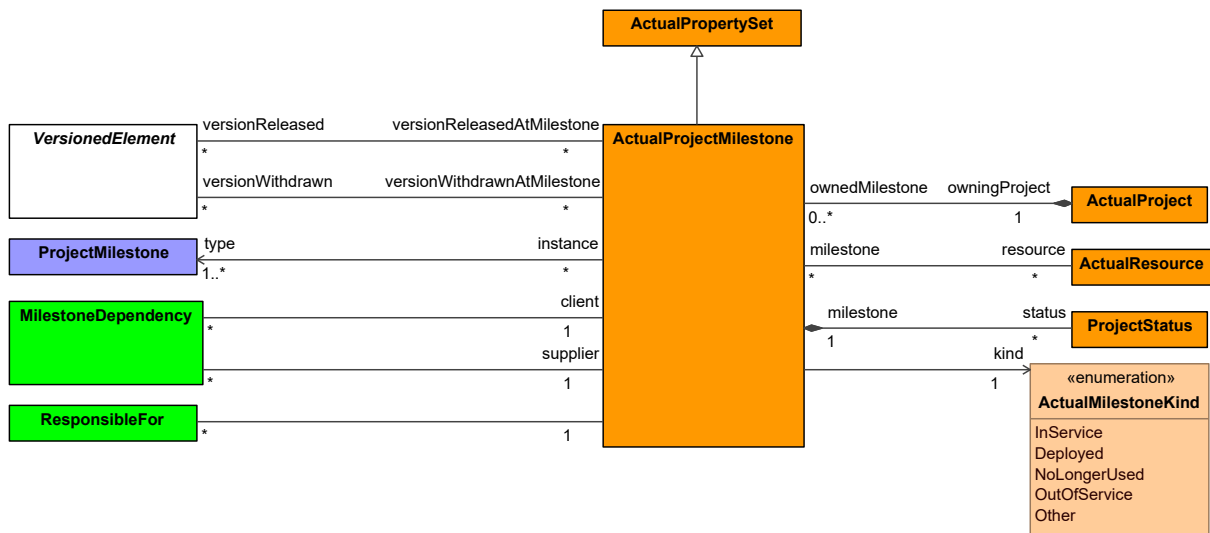 ActualPropertySet
VersionedElement
versionReleased
versionReleasedAtMilestone
*
*
versionWithdrawn
versionWithdrawnAtMilestone
*
*
ActualProjectMilestone
ownedMilestone
owningProject
0..*
1
ActualProject
ProjectMilestone
type
instance
1..*
*
milestone
resource
*
*
ActualResource
MilestoneDependency
client
*
1
supplier
*
1
milestone
status
1
*
ProjectStatus
kind
1
ResponsibleFor
*
1
«enumeration»
ActualMilestoneKind
InService
Deployed
NoLongerUsed
OutOfService
Other